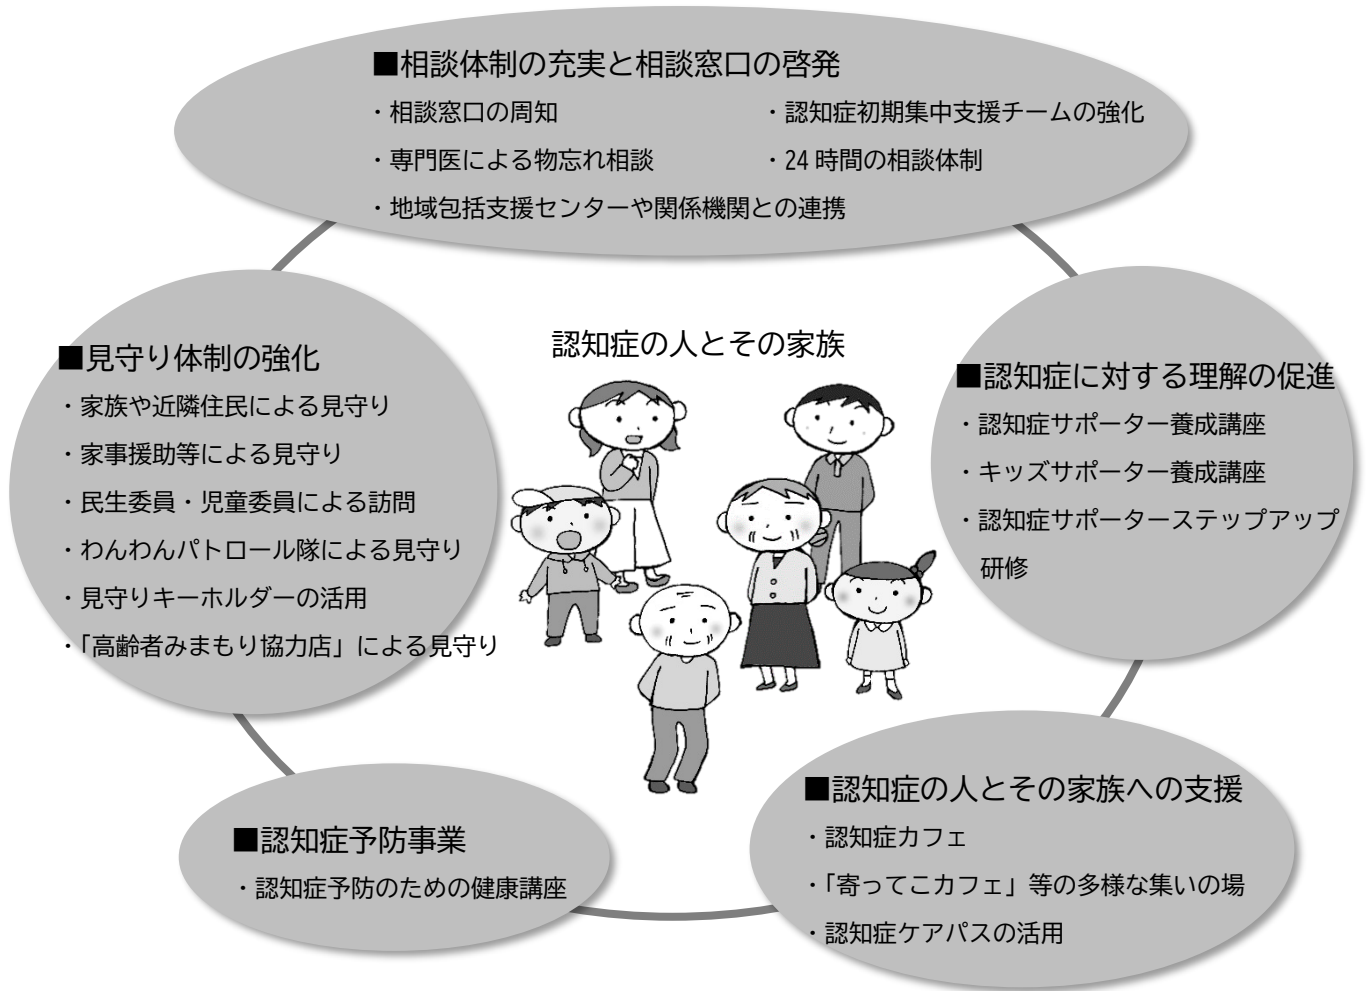 ■相談体制の充実と相談窓口の啓発
・相談窓口の周知
・認知症初期集中支援チームの強化
・専門医による物忘れ相談
・24時間の相談体制
・地域包括支援センターや関係機関との連携
認知症の人とその家族
■見守り体制の強化
・家族や近隣住民による見守り
・家事援助等による見守り
・民生委員・児童委員による訪問
・わんわんパトロール隊による見守り
・見守りキーホルダーの活用
・「高齢者みまもり協力店」による見守り
■認知症に対する理解の促進
・認知症サポーター養成講座
・キッズサポーター養成講座
・認知症サポーターステップアップ
研修
■認知症予防事業
・認知症予防のための健康講座
■認知症の人とその家族への支援
・認知症カフェ
・「寄ってこカフェ」等の多様な集いの場
・認知症ケアパスの活用